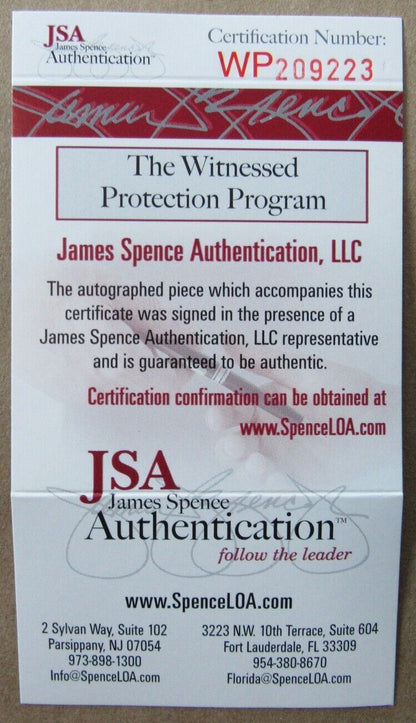 JSA
James Spence
Authentication™
Certification Number:
WP209223
James Spence
The Witnessed
Protection Program
James Spence Authentication, LLC
The autographed piece which accompanies this
certificate was signed in the presence of a
James Spence Authentication, LLC representative
and is guaranteed to be authentic.
Certification confirmation can be obtained at
www.SpenceLOA.com
JSA
James Spence
Authentication™
follow the leader
www.SpenceLOA.com
2 Sylvan Way, Suite 102
Parsippany, NJ 07054
973-898-1300
Info@SpenceLOA.com
3223 N.W. 10th Terrace, Suite 604
Fort Lauderdale, FL 33309
954-380-8670
Florida@SpenceLOA.com